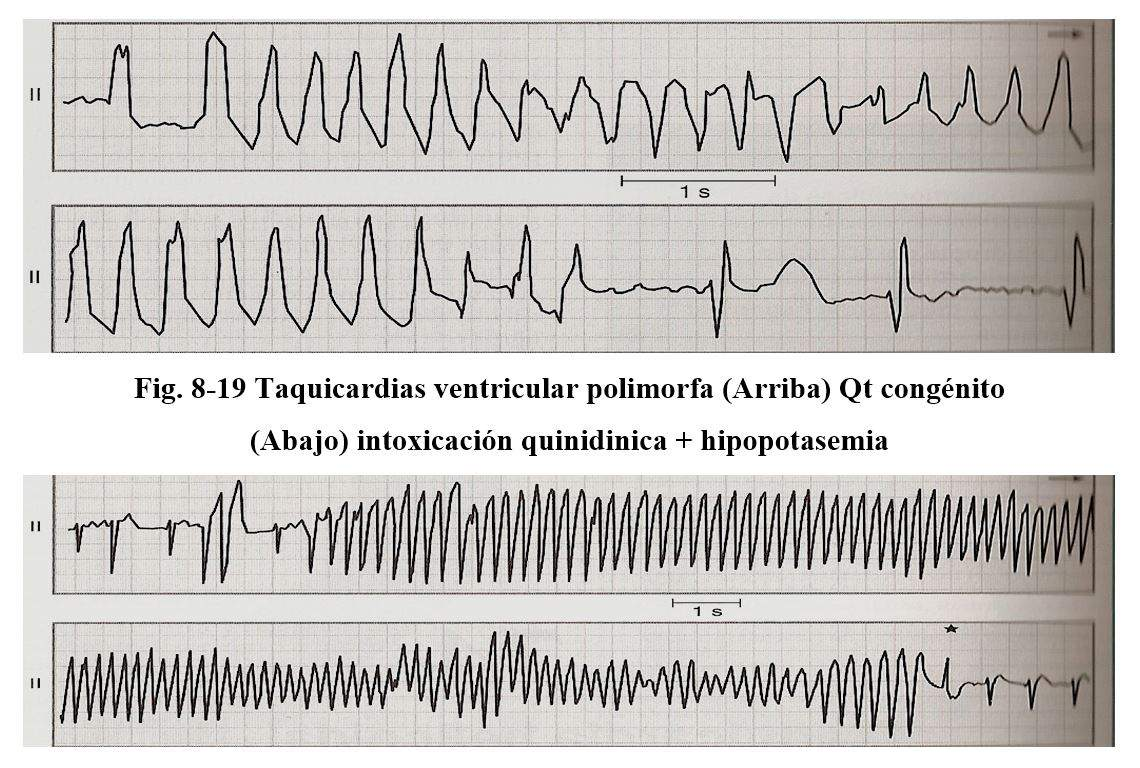 II
1 s
II
Fig. 8-19 Taquicardias ventricular polimorfa (Arriba) Qt congénito
(Abajo) intoxicación quinidinica + hipopotasemia
II
1 s
II